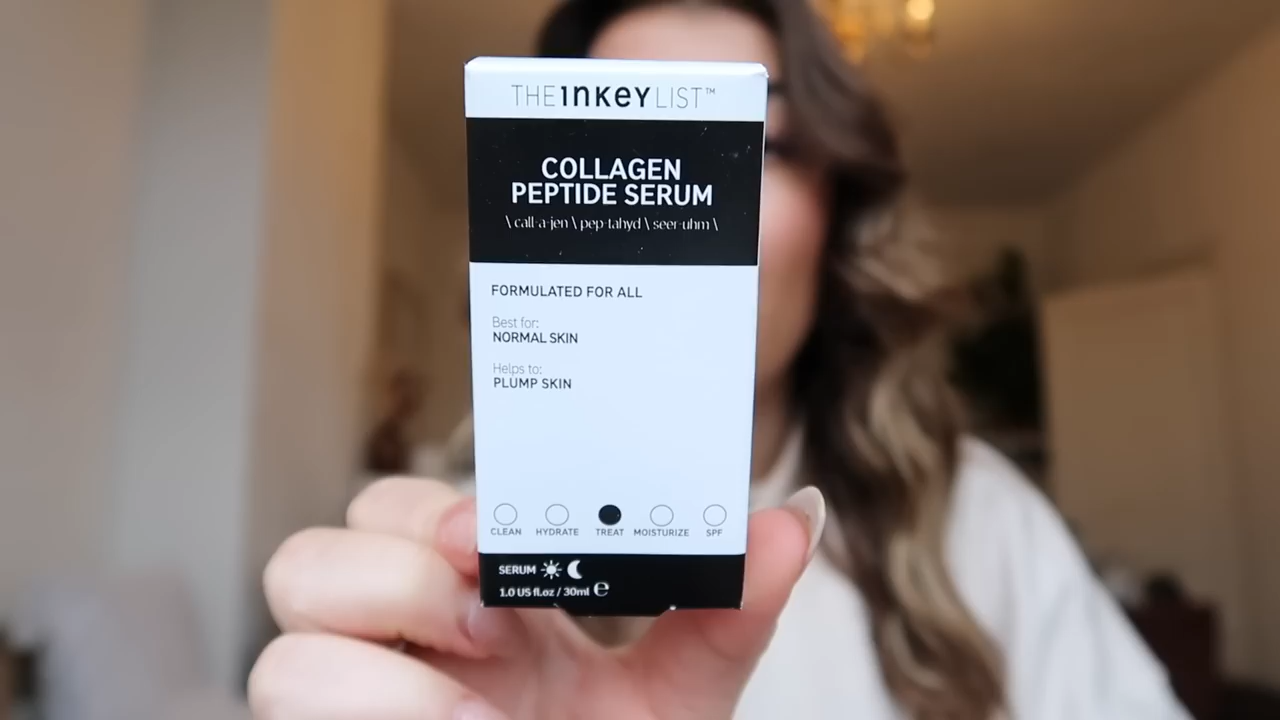 THE INKEY LIST™
COLLAGEN
PEPTIDE SERUM
\ call-a-jen \ pep-tahyd \ seer-uhm \
FORMULATED FOR ALL
Best for:
NORMAL SKIN
Helps to:
PLUMP SKIN
CLEAN HYDRATE TREAT MOISTURIZE SPF
SERUM
1.0 US fl.oz / 30ml ℮